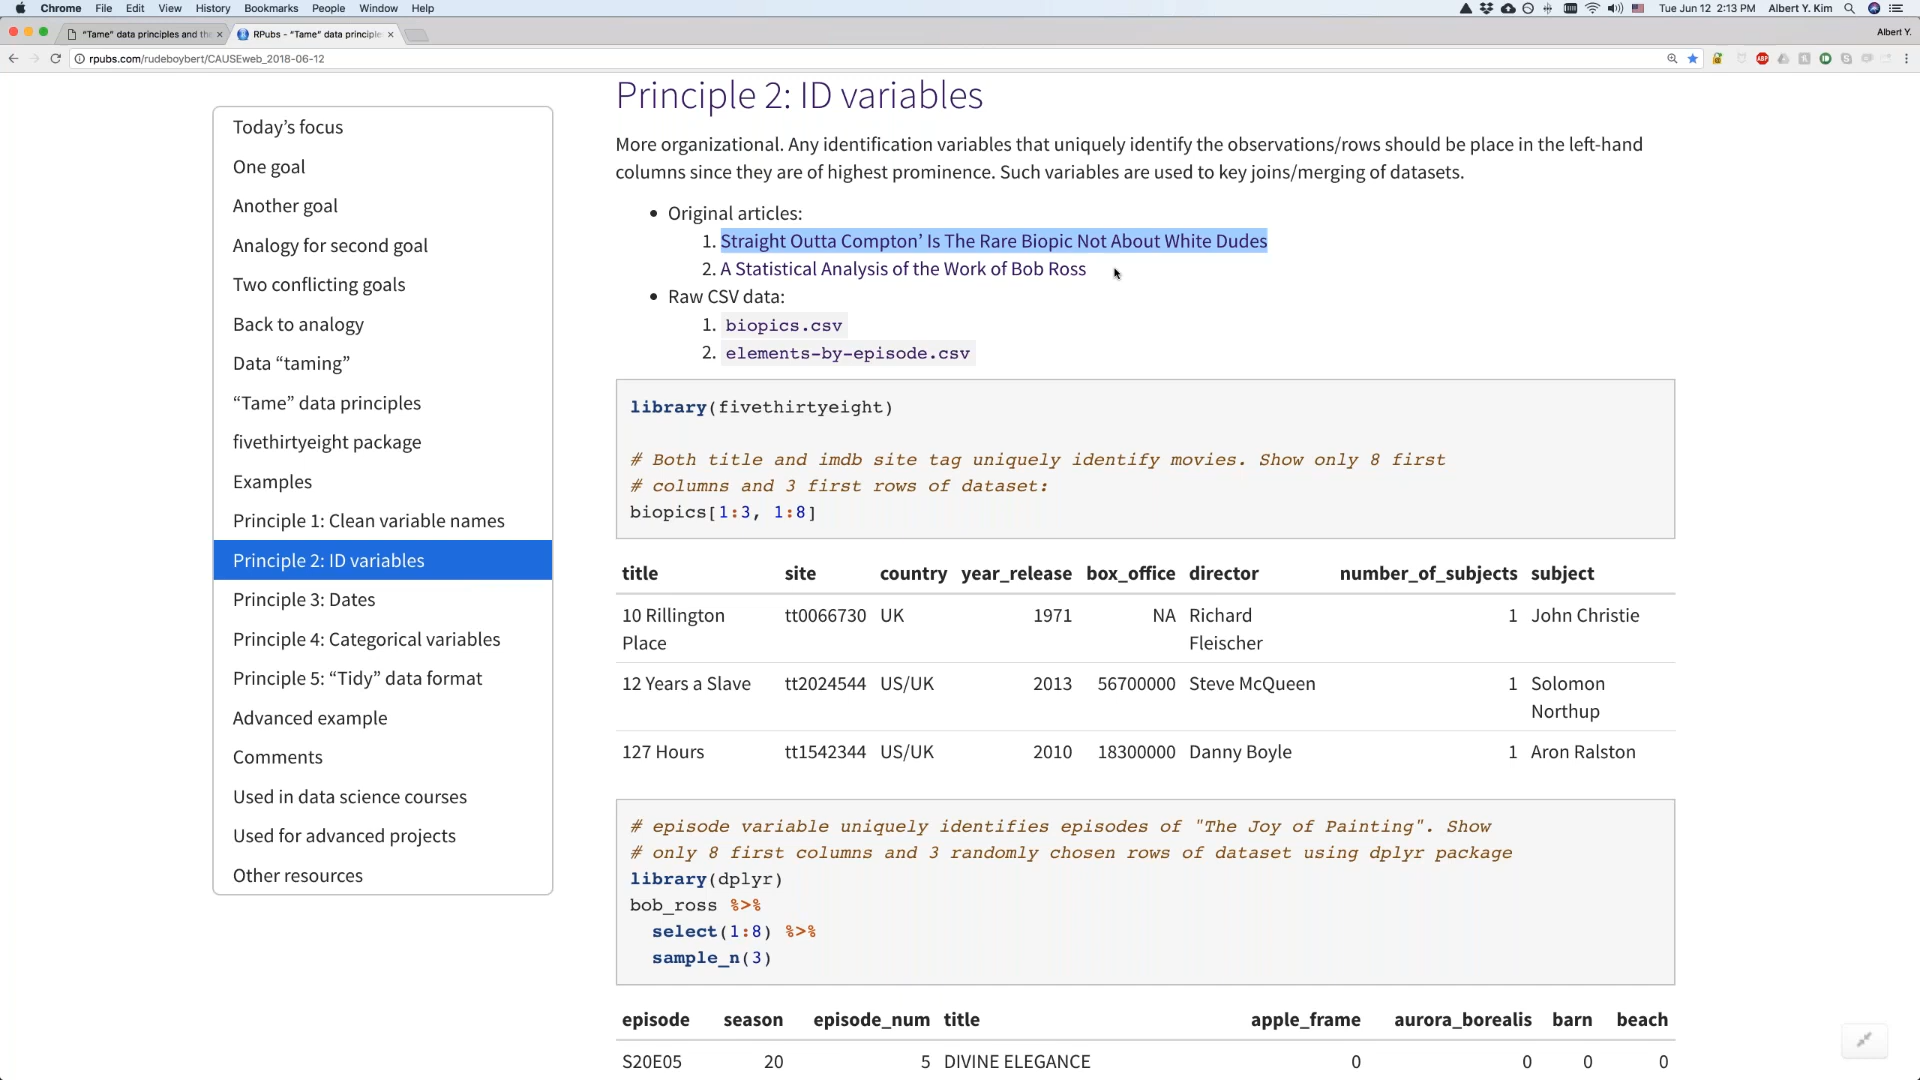 Chrome File Edit View History Bookmarks People Window Help
Tue Jun 12 2:13 PM Albert Y. Kim
"Tame" data principles and th
RPubs - "Tame" data principle
Albert Y.
rpubs.com/rudeboybert/CAUSEweb_2018-06-12
Today's focus
One goal
Another goal
Analogy for second goal
Two conflicting goals
Back to analogy
Data “taming”
“Tame” data principles
fivethirtyeight package
Examples
Principle 1: Clean variable names
Principle 2: ID variables
Principle 3: Dates
Principle 4: Categorical variables
Principle 5: “Tidy” data format
Advanced example
Comments
Used in data science courses
Used for advanced projects
Other resources
Principle 2: ID variables
More organizational. Any identification variables that uniquely identify the observations/rows should be place in the left-hand
columns since they are of highest prominence. Such variables are used to key joins/merging of datasets.
• Original articles:
1. Straight Outta Compton’ Is The Rare Biopic Not About White Dudes
2. A Statistical Analysis of the Work of Bob Ross
• Raw CSV data:
1. biopics.csv
2. elements-by-episode.csv
library(fivethirtyeight)
# Both title and imdb site tag uniquely identify movies. Show only 8 first
# columns and 3 first rows of dataset:
biopics[1:3, 1:8]
title site country year_release box_office director number_of_subjects subject
10 Rillington tt0066730 UK 1971 NA Richard 1 John Christie
Place Fleischer
12 Years a Slave tt2024544 US/UK 2013 56700000 Steve McQueen 1 Solomon
Northup
127 Hours tt1542344 US/UK 2010 18300000 Danny Boyle 1 Aron Ralston
# episode variable uniquely identifies episodes of "The Joy of Painting". Show
# only 8 first columns and 3 randomly chosen rows of dataset using dplyr package
library(dplyr)
bob_ross %>%
select(1:8) %>%
sample_n(3)
episode season episode_num title apple_frame aurora_borealis barn beach
S20E05 20 5 DIVINE ELEGANCE 0 0 0 0